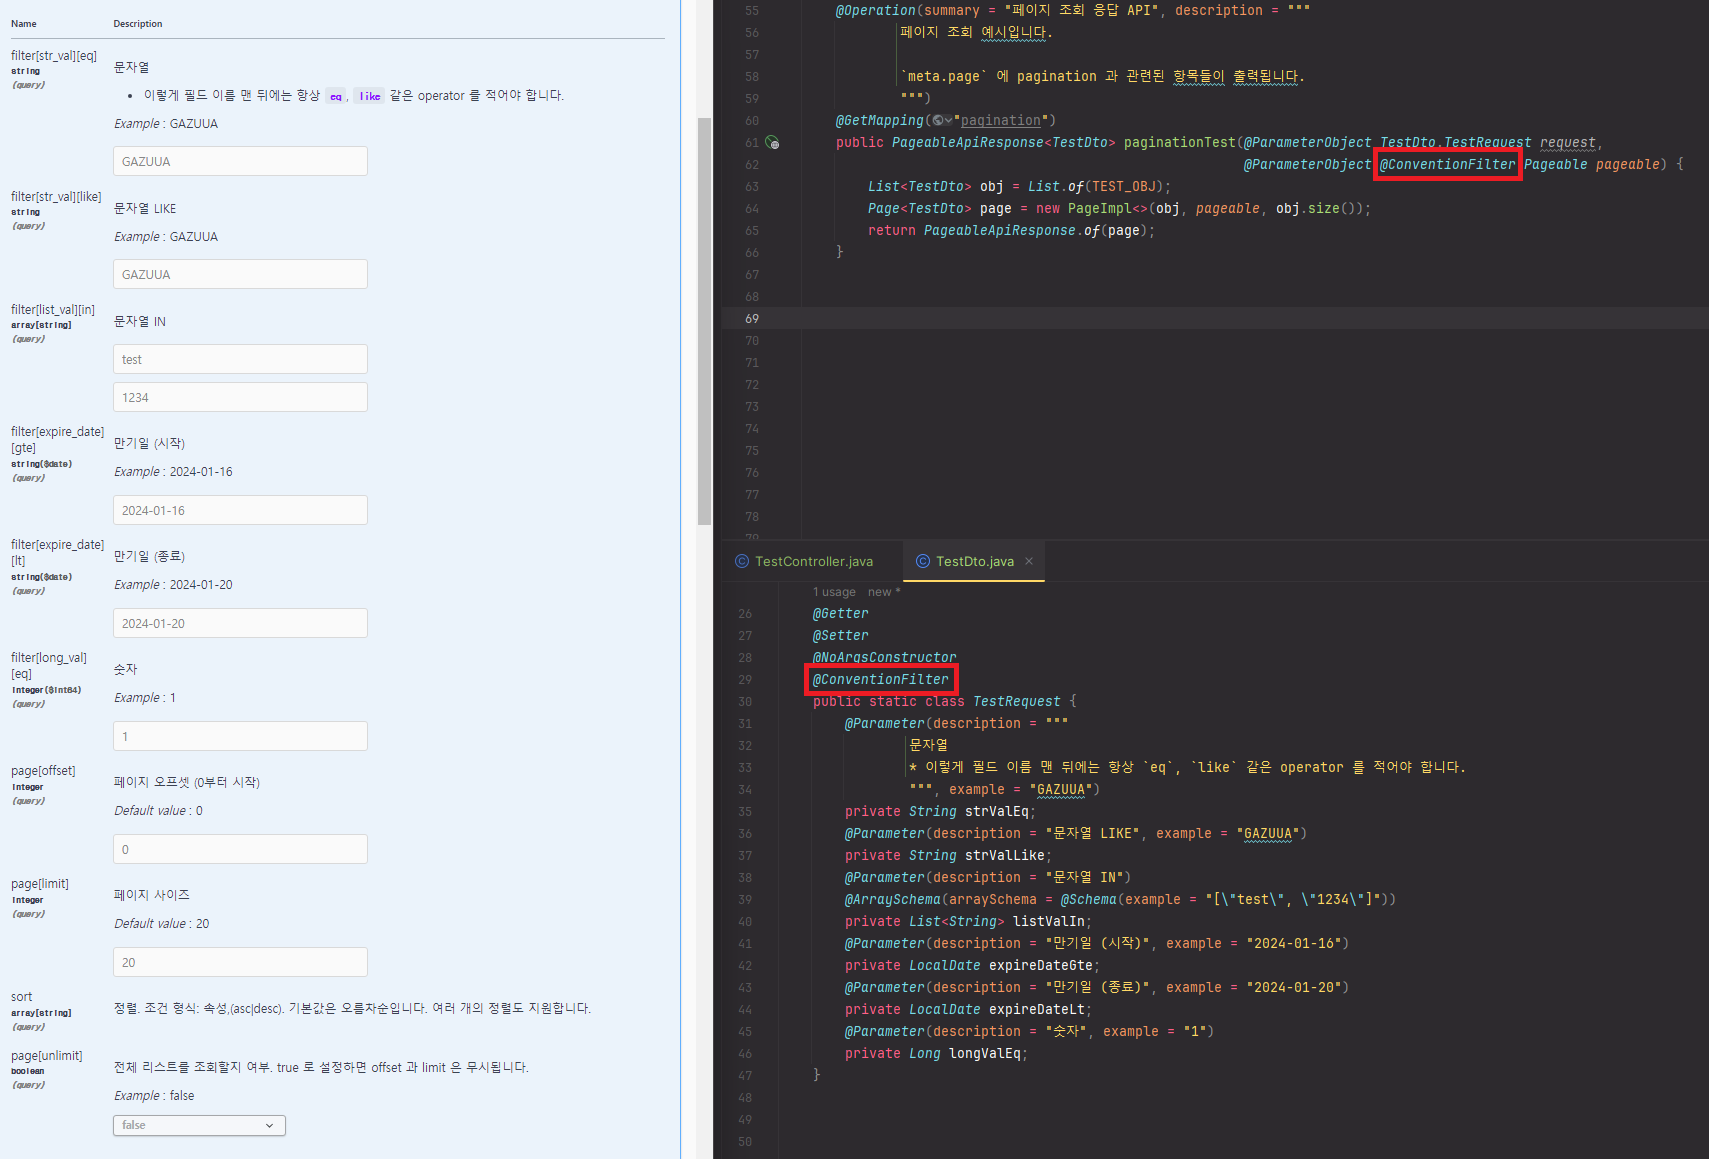 Name Description
filter[str_val][eq]
string
(query)
문자열
• 이렇게 필드 이름 맨 뒤에는 항상 eq , like 같은 operator 를 적어야 합니다.
Example : GAZUUA
GAZUUA
filter[str_val][like]
string
(query)
문자열 LIKE
Example : GAZUUA
GAZUUA
filter[list_val][in]
array[string]
(query)
문자열 IN
test
1234
filter[expire_date]
[gte]
string($date)
(query)
만기일 (시작)
Example : 2024-01-16
2024-01-16
filter[expire_date]
[lt]
string($date)
(query)
만기일 (종료)
Example : 2024-01-20
2024-01-20
filter[long_val]
[eq]
integer($int64)
(query)
숫자
Example : 1
1
page[offset]
integer
(query)
페이지 오프셋 (0부터 시작)
Default value : 0
0
page[limit]
integer
(query)
페이지 사이즈
Default value : 20
20
sort
array[string]
(query)
정렬. 조건 형식: 속성,(asc|desc). 기본값은 오름차순입니다. 여러 개의 정렬도 지원합니다.
page[unlimit]
boolean
(query)
전체 리스트를 조회할지 여부. true 로 설정하면 offset 과 limit 은 무시됩니다.
Example : false
false
55 @Operation(summary = "페이지 조회 응답 API", description = """
56 페이지 조회 예시입니다.
57
58 `meta.page` 에 pagination 과 관련된 항목들이 출력됩니다.
59 """)
60 @GetMapping("pagination")
61 public PageableApiResponse<TestDto> paginationTest(@ParameterObject TestDto.TestRequest request,
62 @ParameterObject @ConventionFilter Pageable pageable) {
63 List<TestDto> obj = List.of(TEST_OBJ);
64 Page<TestDto> page = new PageImpl<>(obj, pageable, obj.size());
65 return PageableApiResponse.of(page);
66 }
67
68
69
70
71
72
73
74
75
76
77
78
79
TestController.java TestDto.java
1 usage new *
26 @Getter
27 @Setter
28 @NoArgsConstructor
29 @ConventionFilter
30 public static class TestRequest {
31 @Parameter(description = """
32 문자열
33 * 이렇게 필드 이름 맨 뒤에는 항상 `eq`, `like` 같은 operator 를 적어야 합니다.
34 """, example = "GAZUUA")
35 private String strValEq;
36 @Parameter(description = "문자열 LIKE", example = "GAZUUA")
37 private String strValLike;
38 @Parameter(description = "문자열 IN")
39 @ArraySchema(arraySchema = @Schema(example = "[\"test\", \"1234\"]"))
40 private List<String> listValIn;
41 @Parameter(description = "만기일 (시작)", example = "2024-01-16")
42 private LocalDate expireDateGte;
43 @Parameter(description = "만기일 (종료)", example = "2024-01-20")
44 private LocalDate expireDateLt;
45 @Parameter(description = "숫자", example = "1")
46 private Long longValEq;
47 }
48
49
50